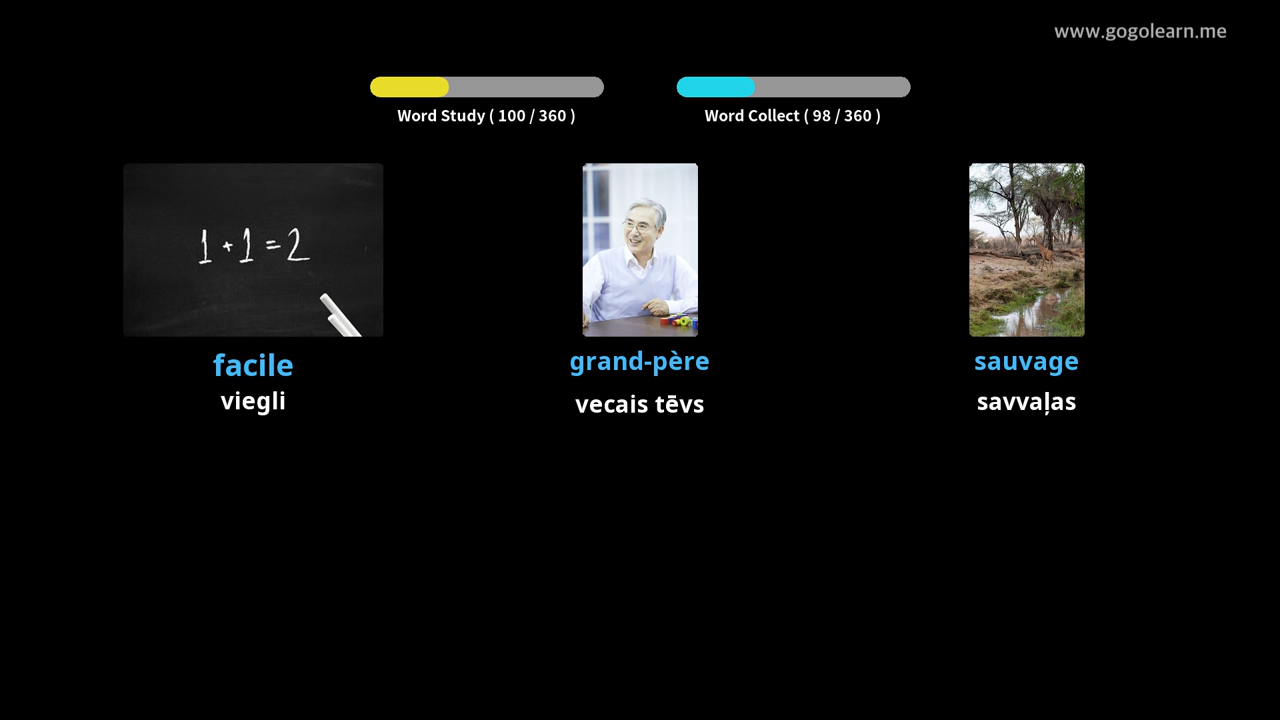 www.gogolearn.me
Word Study ( 100 / 360 )
Word Collect ( 98 / 360 )
1 + 1 = 2
facile
viegli
grand-père
vecais tēvs
sauvage
savvaļas